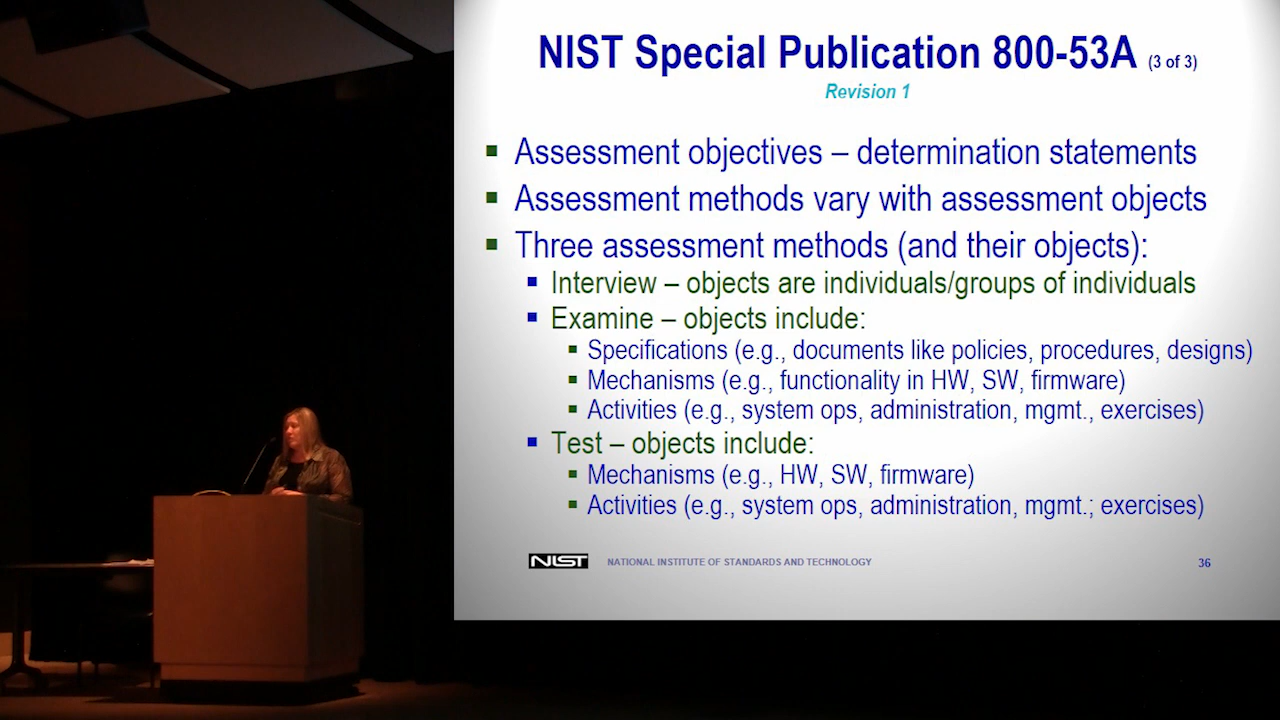 NIST Special Publication 800-53A (3 of 3)
Revision 1
▪ Assessment objectives – determination statements
▪ Assessment methods vary with assessment objects
▪ Three assessment methods (and their objects):
▪ Interview – objects are individuals/groups of individuals
▪ Examine – objects include:
▪ Specifications (e.g., documents like policies, procedures, designs)
▪ Mechanisms (e.g., functionality in HW, SW, firmware)
▪ Activities (e.g., system ops, administration, mgmt., exercises)
▪ Test – objects include:
▪ Mechanisms (e.g., HW, SW, firmware)
▪ Activities (e.g., system ops, administration, mgmt.; exercises)
NIST NATIONAL INSTITUTE OF STANDARDS AND TECHNOLOGY 36